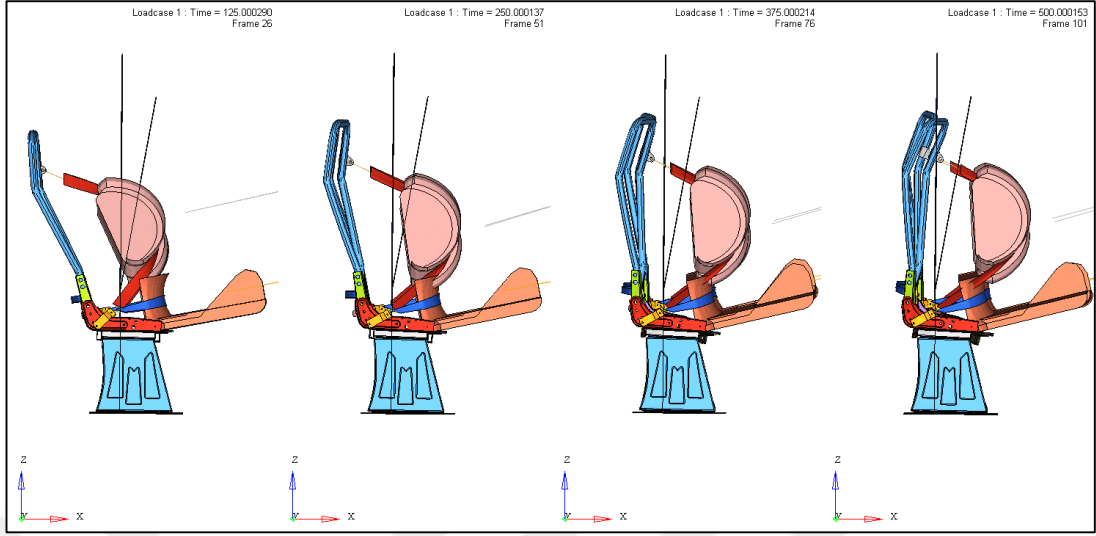 Loadcase 1 : Time = 125.000290
Frame 26
Loadcase 1 : Time = 250.000137
Frame 51
Loadcase 1 : Time = 375.000214
Frame 76
Loadcase 1 : Time = 500.000153
Frame 101
Z
Y X
Z
Y X
Z
Y X
Z
Y X